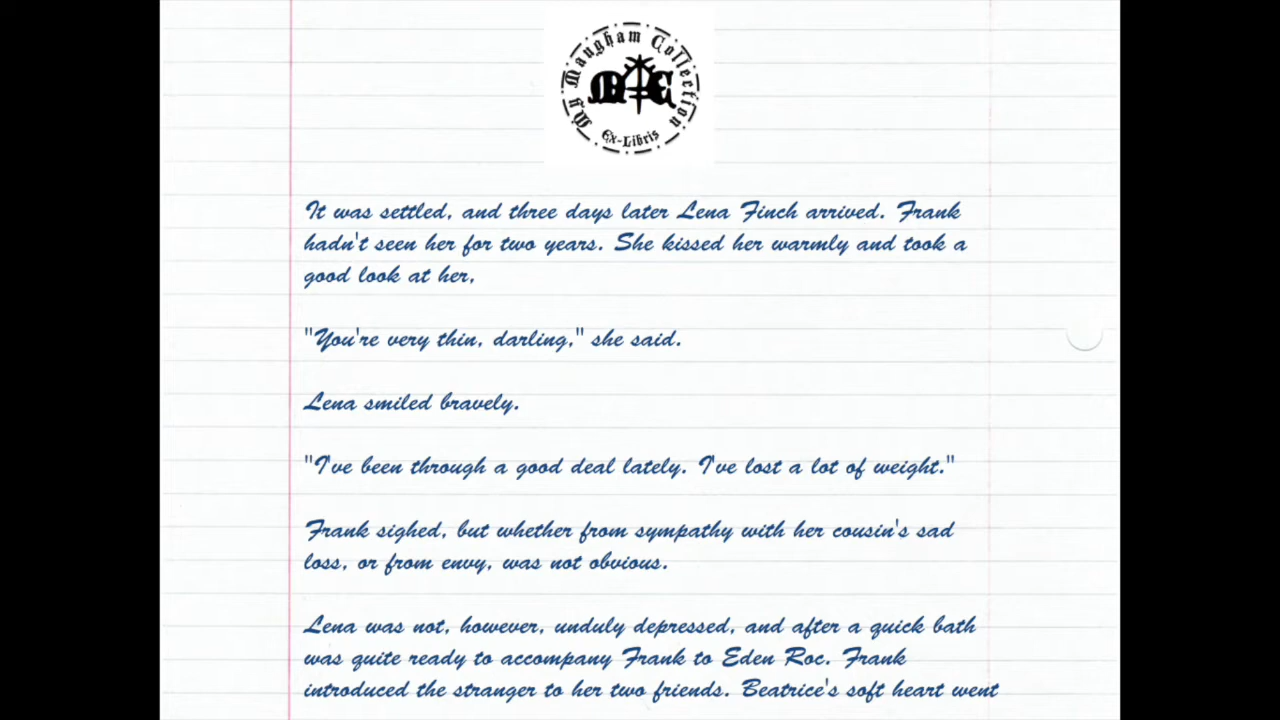 My Maugham Collection
MC
Ex-Libris
It was settled, and three days later Lena Finch arrived. Frank
hadn't seen her for two years. She kissed her warmly and took a
good look at her,
"You're very thin, darling," she said.
Lena smiled bravely.
"I've been through a good deal lately. I've lost a lot of weight."
Frank sighed, but whether from sympathy with her cousin's sad
loss, or from envy, was not obvious.
Lena was not, however, unduly depressed, and after a quick bath
was quite ready to accompany Frank to Eden Roc. Frank
introduced the stranger to her two friends. Beatrice's soft heart went